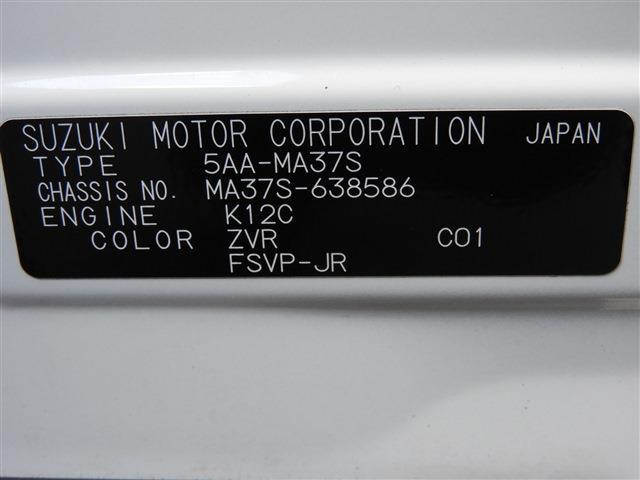 SUZUKI MOTOR CORPORATION JAPAN
TYPE 5AA-MA37S
CHASSIS NO. MA37S-638586
ENGINE K12C
COLOR ZVR C01
FSVP-JR